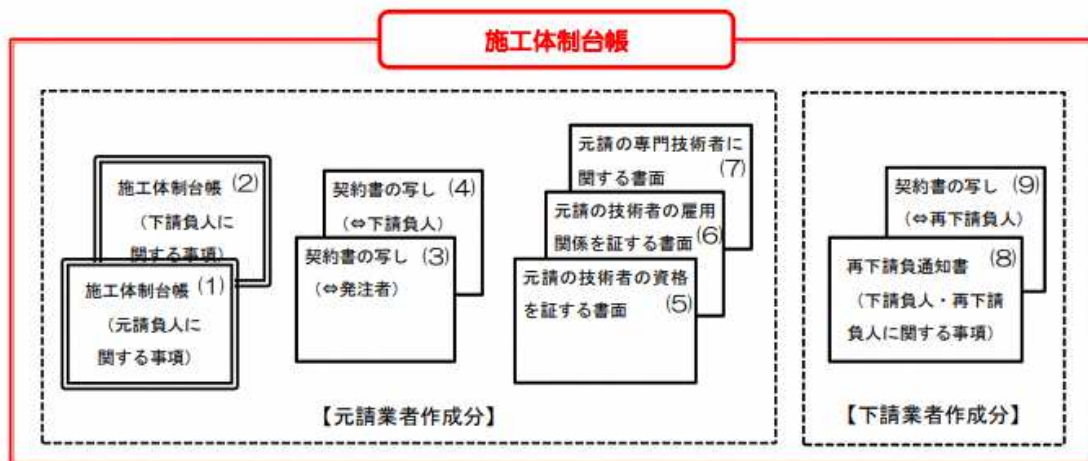 施工体制台帳
施工体制台帳 (2)
（下請負人に
関する事項）
施工体制台帳 (1)
（元請負人に
関する事項）
契約書の写し (4)
（⇔下請負人）
契約書の写し (3)
（⇔発注者）
元請の専門技術者に
関する書面 (7)
元請の技術者の雇用
関係を証する書面 (6)
元請の技術者の資格
を証する書面 (5)
【元請業者作成分】
契約書の写し (9)
（⇔再下請負人）
再下請負通知書 (8)
（下請負人・再下請
負人に関する事項）
【下請業者作成分】